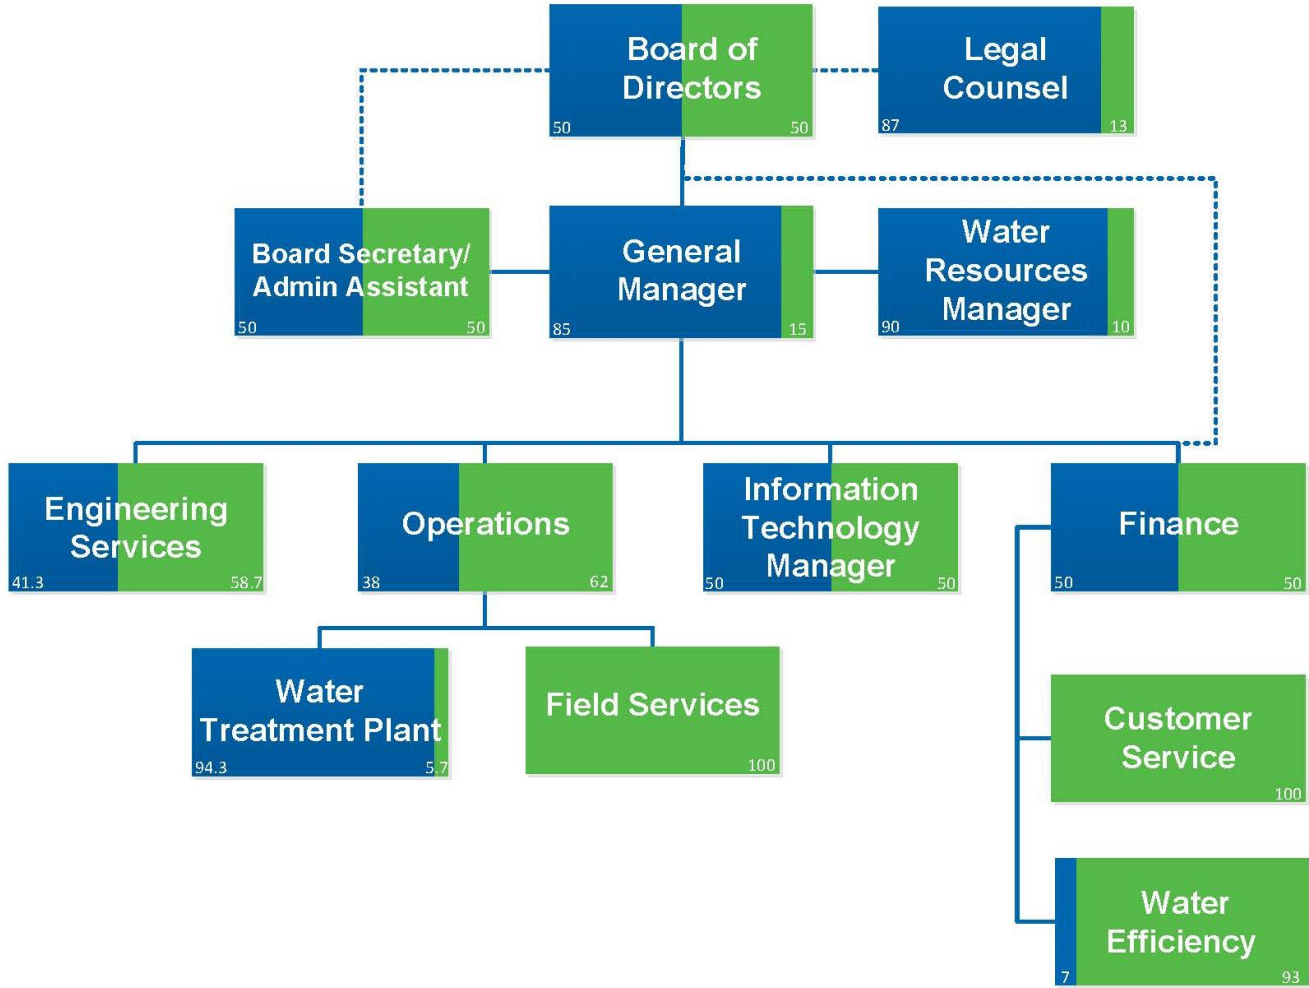 Board of
Directors
50
50
Legal
Counsel
87
13
Board Secretary/
Admin Assistant
50
50
General
Manager
85
15
Water
Resources
Manager
90
10
Engineering
Services
41.3
58.7
Operations
38
62
Information
Technology
Manager
50
50
Finance
50
50
Water
Treatment Plant
94.3
5.7
Field Services
100
Customer
Service
100
Water
Efficiency
7
93